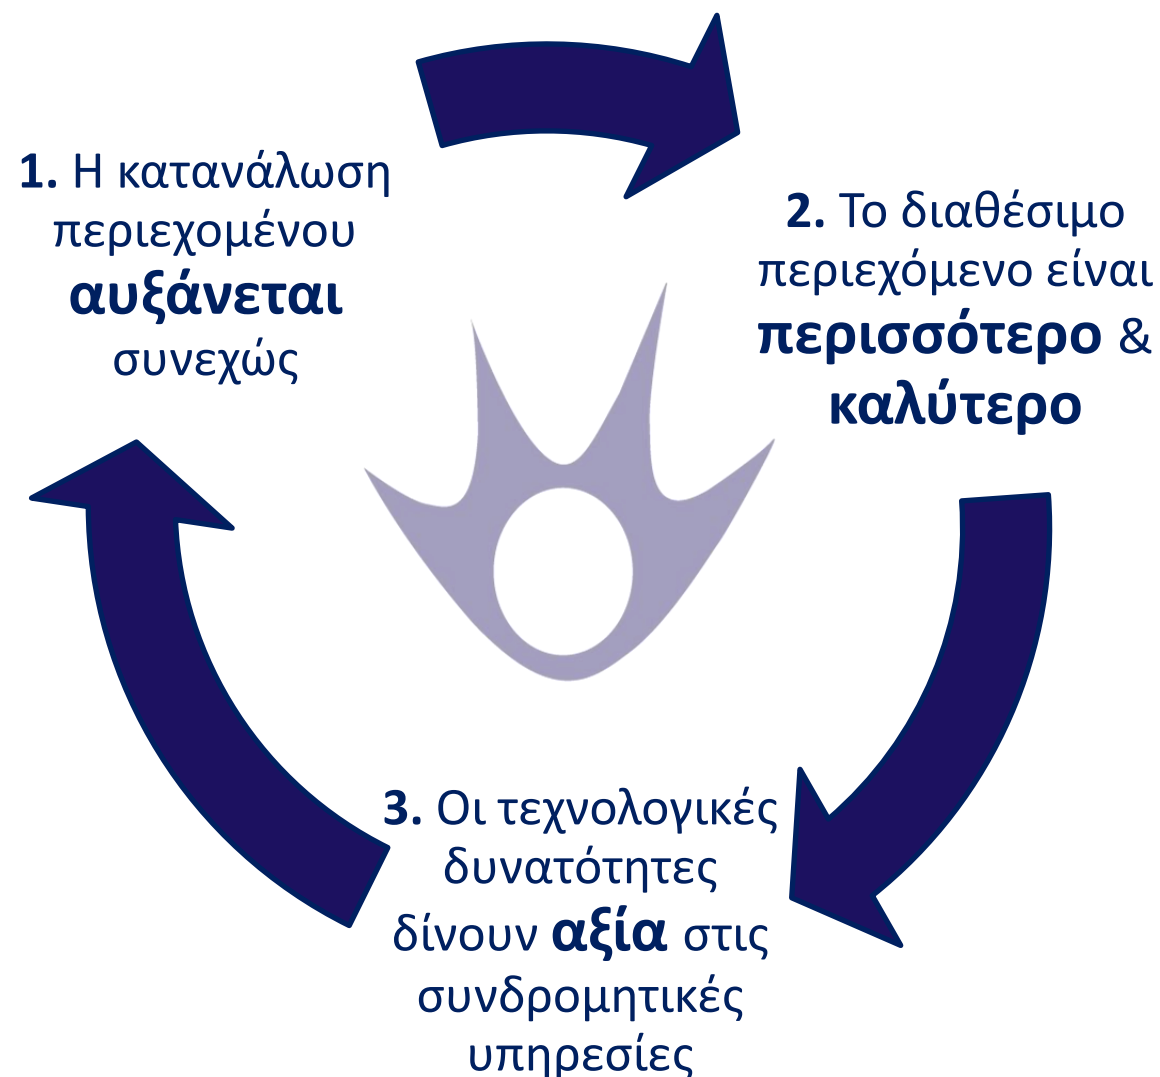 1. Η κατανάλωση
περιεχομένου
αυξάνεται
συνεχώς
2. Το διαθέσιμο
περιεχόμενο είναι
περισσότερο &
καλύτερο
3. Οι τεχνολογικές
δυνατότητες
δίνουν αξία στις
συνδρομητικές
υπηρεσίες